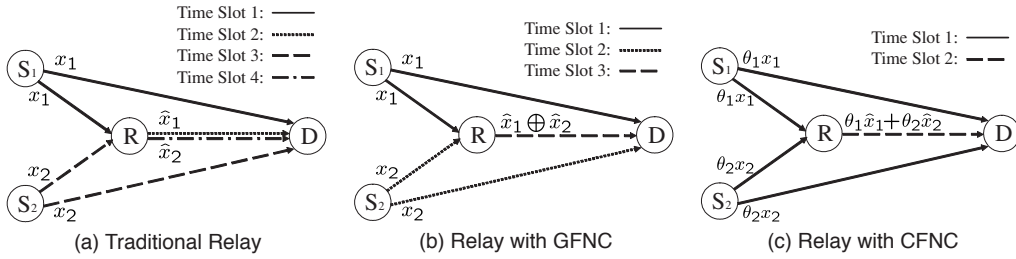 Time Slot 1:
Time Slot 2:
Time Slot 3:
Time Slot 4:
S1
x1
x1
x̂1
R
D
x̂2
x2
S2
x2
(a) Traditional Relay
Time Slot 1:
Time Slot 2:
Time Slot 3:
S1
x1
x1
x̂1 ⊕ x̂2
R
D
x2
S2
x2
(b) Relay with GFNC
Time Slot 1:
Time Slot 2:
S1
θ1x1
θ1x1
θ1x̂1+θ2x̂2
R
D
θ2x2
S2
θ2x2
(c) Relay with CFNC